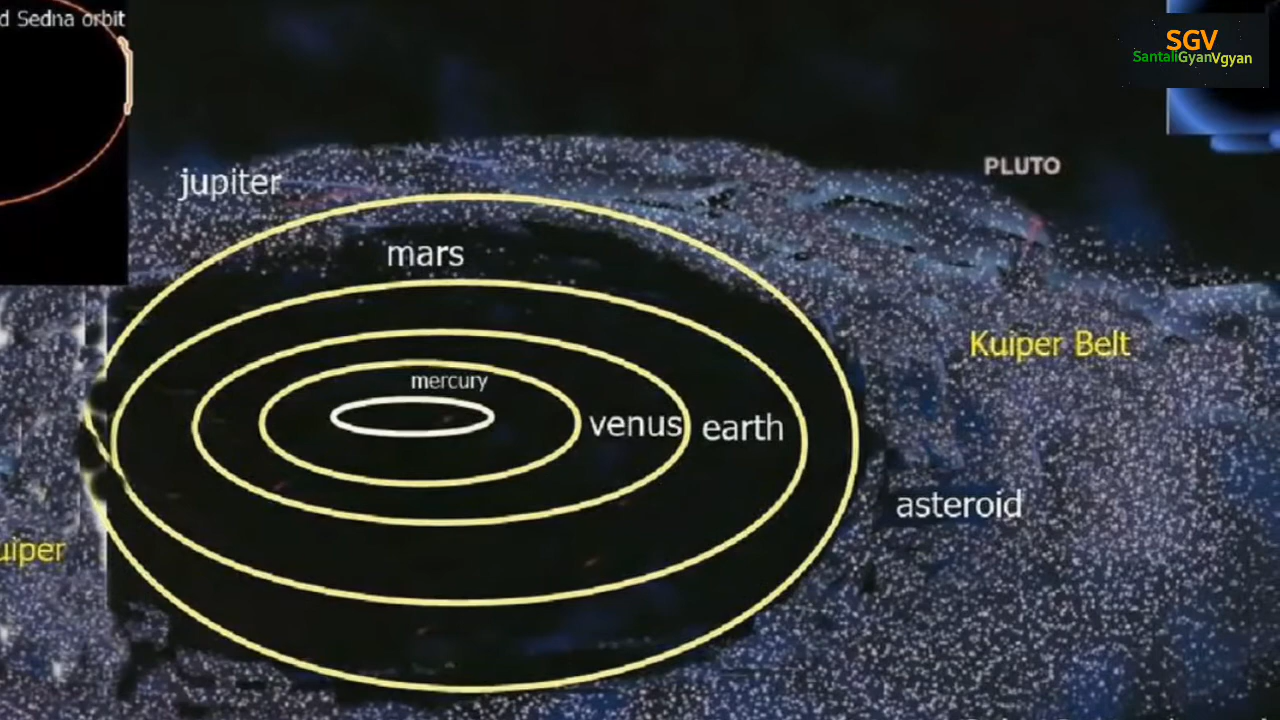 d Sedna orbit
SGV
SantaliGyanVgyan
PLUTO
jupiter
mars
Kuiper Belt
mercury
venus
earth
asteroid
uiper